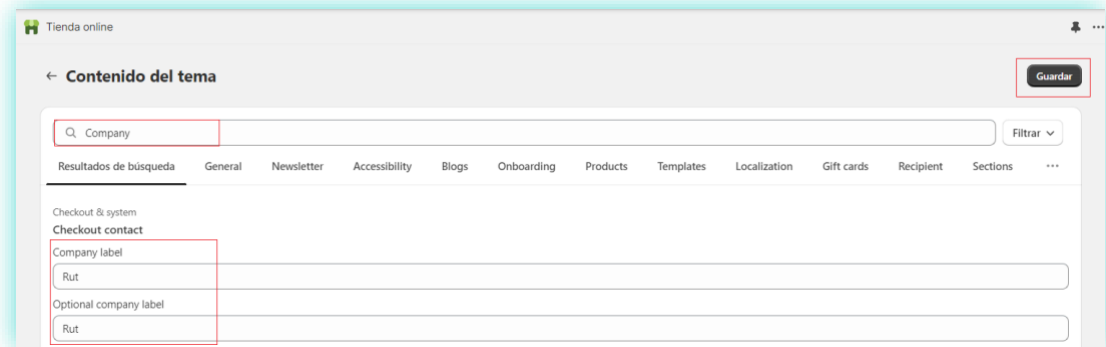 Tienda online
← Contenido del tema
Guardar
Company
Filtrar
Resultados de búsqueda General Newsletter Accessibility Blogs Onboarding Products Templates Localization Gift cards Recipient Sections ...
Checkout & system
Checkout contact
Company label
Rut
Optional company label
Rut